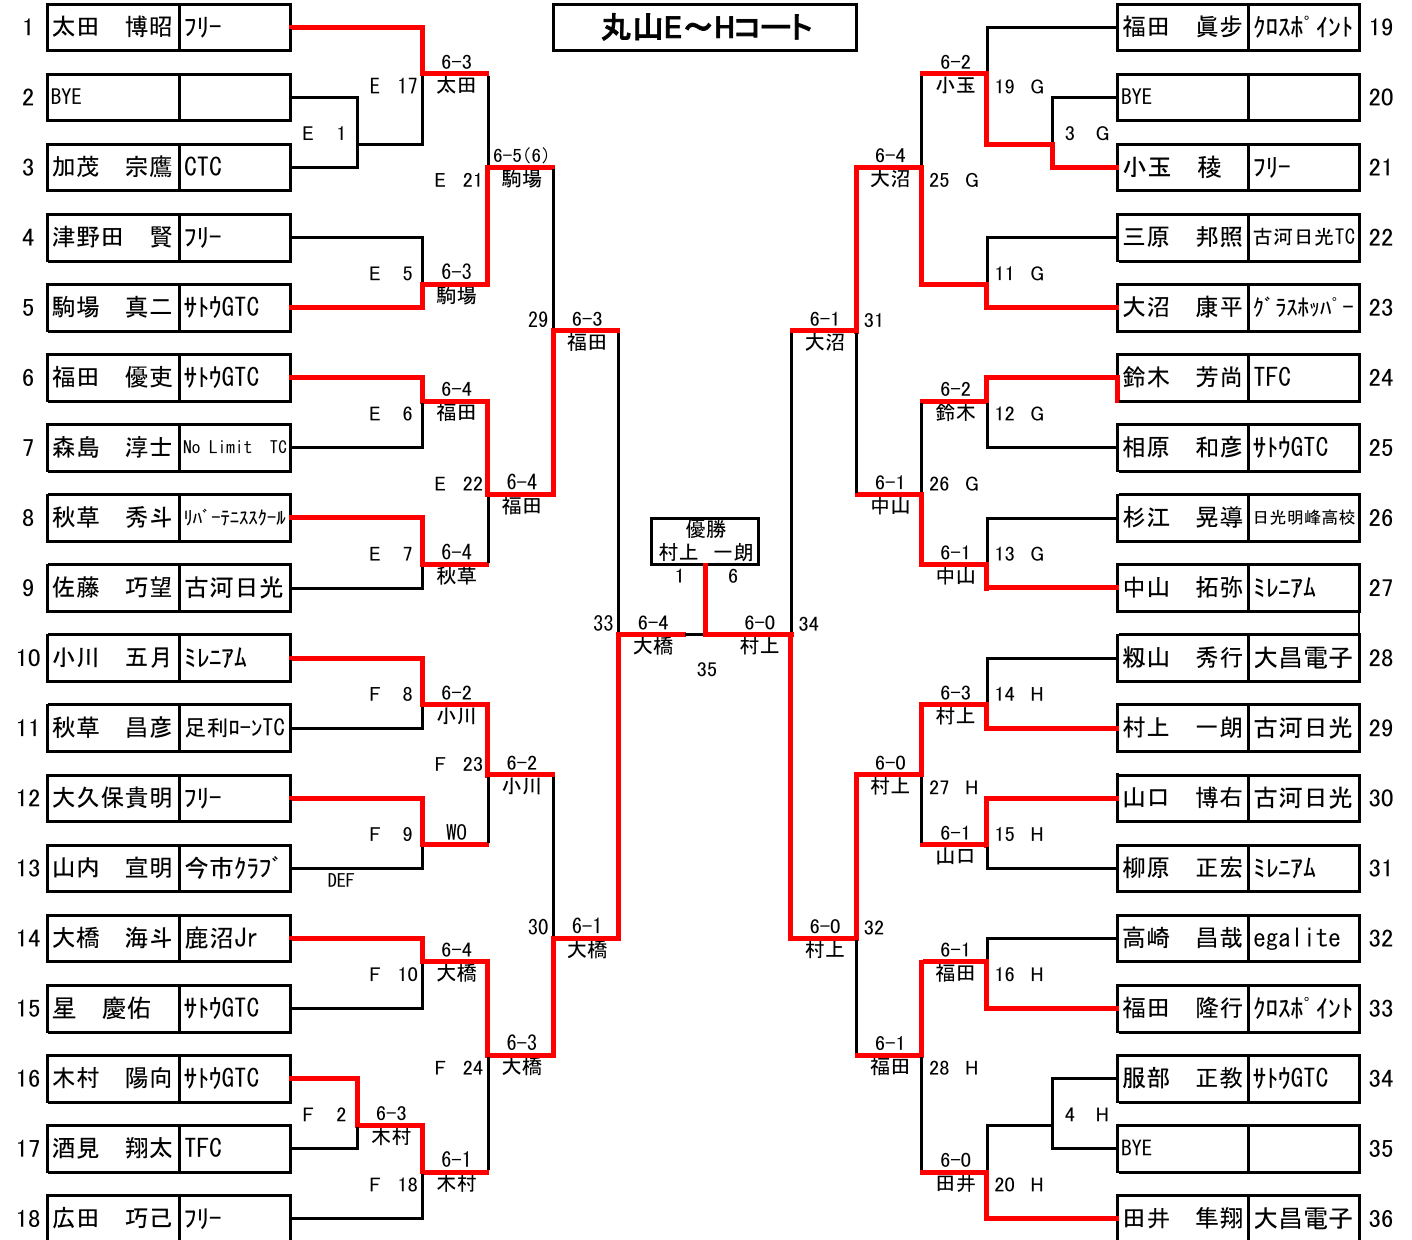 丸山E～Hコート
1 太田　博昭 ﾌﾘｰ
2 BYE
3 加茂　宗鷹 CTC
4 津野田　賢 ﾌﾘｰ
5 駒場　真二 ｻﾄｳGTC
6 福田　優吏 ｻﾄｳGTC
7 森島　淳士 No Limit　TC
8 秋草　秀斗 ﾘﾊﾞｰﾃﾆｽｽｸｰﾙ
9 佐藤　巧望 古河日光
10 小川　五月 ﾐﾚﾆｱﾑ
11 秋草　昌彦 足利ﾛｰﾝTC
12 大久保貴明 ﾌﾘｰ
13 山内　宣明 今市ｸﾗﾌﾞ
DEF
14 大橋　海斗 鹿沼Jr
15 星　慶佑 ｻﾄｳGTC
16 木村　陽向 ｻﾄｳGTC
17 酒見　翔太 TFC
18 広田　巧己 ﾌﾘｰ
E 1
F 2
6-3
木村
E 17
6-3
太田
E 5
6-3
駒場
E 6
6-4
福田
E 7
6-4
秋草
F 8
6-2
小川
F 9
WO
F 10
6-4
大橋
F 18
6-1
木村
E 21
6-5(6)
駒場
E 22
6-4
福田
F 23
6-2
小川
F 24
6-3
大橋
29
6-3
福田
30
6-1
大橋
33
6-4
大橋
優勝
村上　一朗
1 6
35
6-0
村上
34
6-1
大沼
31
6-0
村上
32
6-4
大沼
25 G
6-1
中山
26 G
6-0
村上
27 H
6-1
福田
28 H
6-2
小玉
19 G
3 G
11 G
6-2
鈴木
12 G
6-1
中山
13 G
6-3
村上
14 H
6-1
山口
15 H
6-1
福田
16 H
4 H
6-0
田井
20 H
福田　眞歩 ｸﾛｽﾎﾟｲﾝﾄ 19
BYE 20
小玉　稜 ﾌﾘｰ 21
三原　邦照 古河日光TC 22
大沼　康平 ｸﾞﾗｽﾎｯﾊﾟｰ 23
鈴木　芳尚 TFC 24
相原　和彦 ｻﾄｳGTC 25
杉江　晃導 日光明峰高校 26
中山　拓弥 ﾐﾚﾆｱﾑ 27
籾山　秀行 大昌電子 28
村上　一朗 古河日光 29
山口　博右 古河日光 30
柳原　正宏 ﾐﾚﾆｱﾑ 31
高崎　昌哉 egalite 32
福田　隆行 ｸﾛｽﾎﾟｲﾝﾄ 33
服部　正教 ｻﾄｳGTC 34
BYE 35
田井　隼翔 大昌電子 36